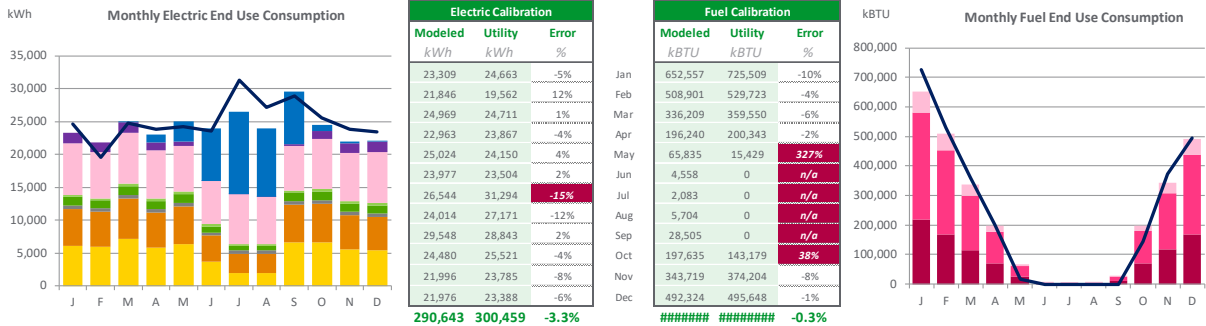 kWh
Monthly Electric End Use Consumption
35,000
30,000
25,000
20,000
15,000
10,000
5,000
0
J F M A M J J A S O N D
Electric Calibration
Modeled Utility Error
kWh kWh %
23,309 24,663 -5%
21,846 19,562 12%
24,969 24,711 1%
22,963 23,867 -4%
25,024 24,150 4%
23,977 23,504 2%
26,544 31,294 -15%
24,014 27,171 -12%
29,548 28,843 2%
24,480 25,521 -4%
21,996 23,785 -8%
21,976 23,388 -6%
290,643 300,459 -3.3%
Fuel Calibration
Modeled Utility Error
kBTU kBTU %
Jan 652,557 725,509 -10%
Feb 508,901 529,723 -4%
Mar 336,209 359,550 -6%
Apr 196,240 200,343 -2%
May 65,835 15,429 327%
Jun 4,558 0 n/a
Jul 2,083 0 n/a
Aug 5,704 0 n/a
Sep 28,505 0 n/a
Oct 197,635 143,179 38%
Nov 343,719 374,204 -8%
Dec 492,324 495,648 -1%
####### ######## -0.3%
kBTU
Monthly Fuel End Use Consumption
800,000
700,000
600,000
500,000
400,000
300,000
200,000
100,000
0
J F M A M J J A S O N D